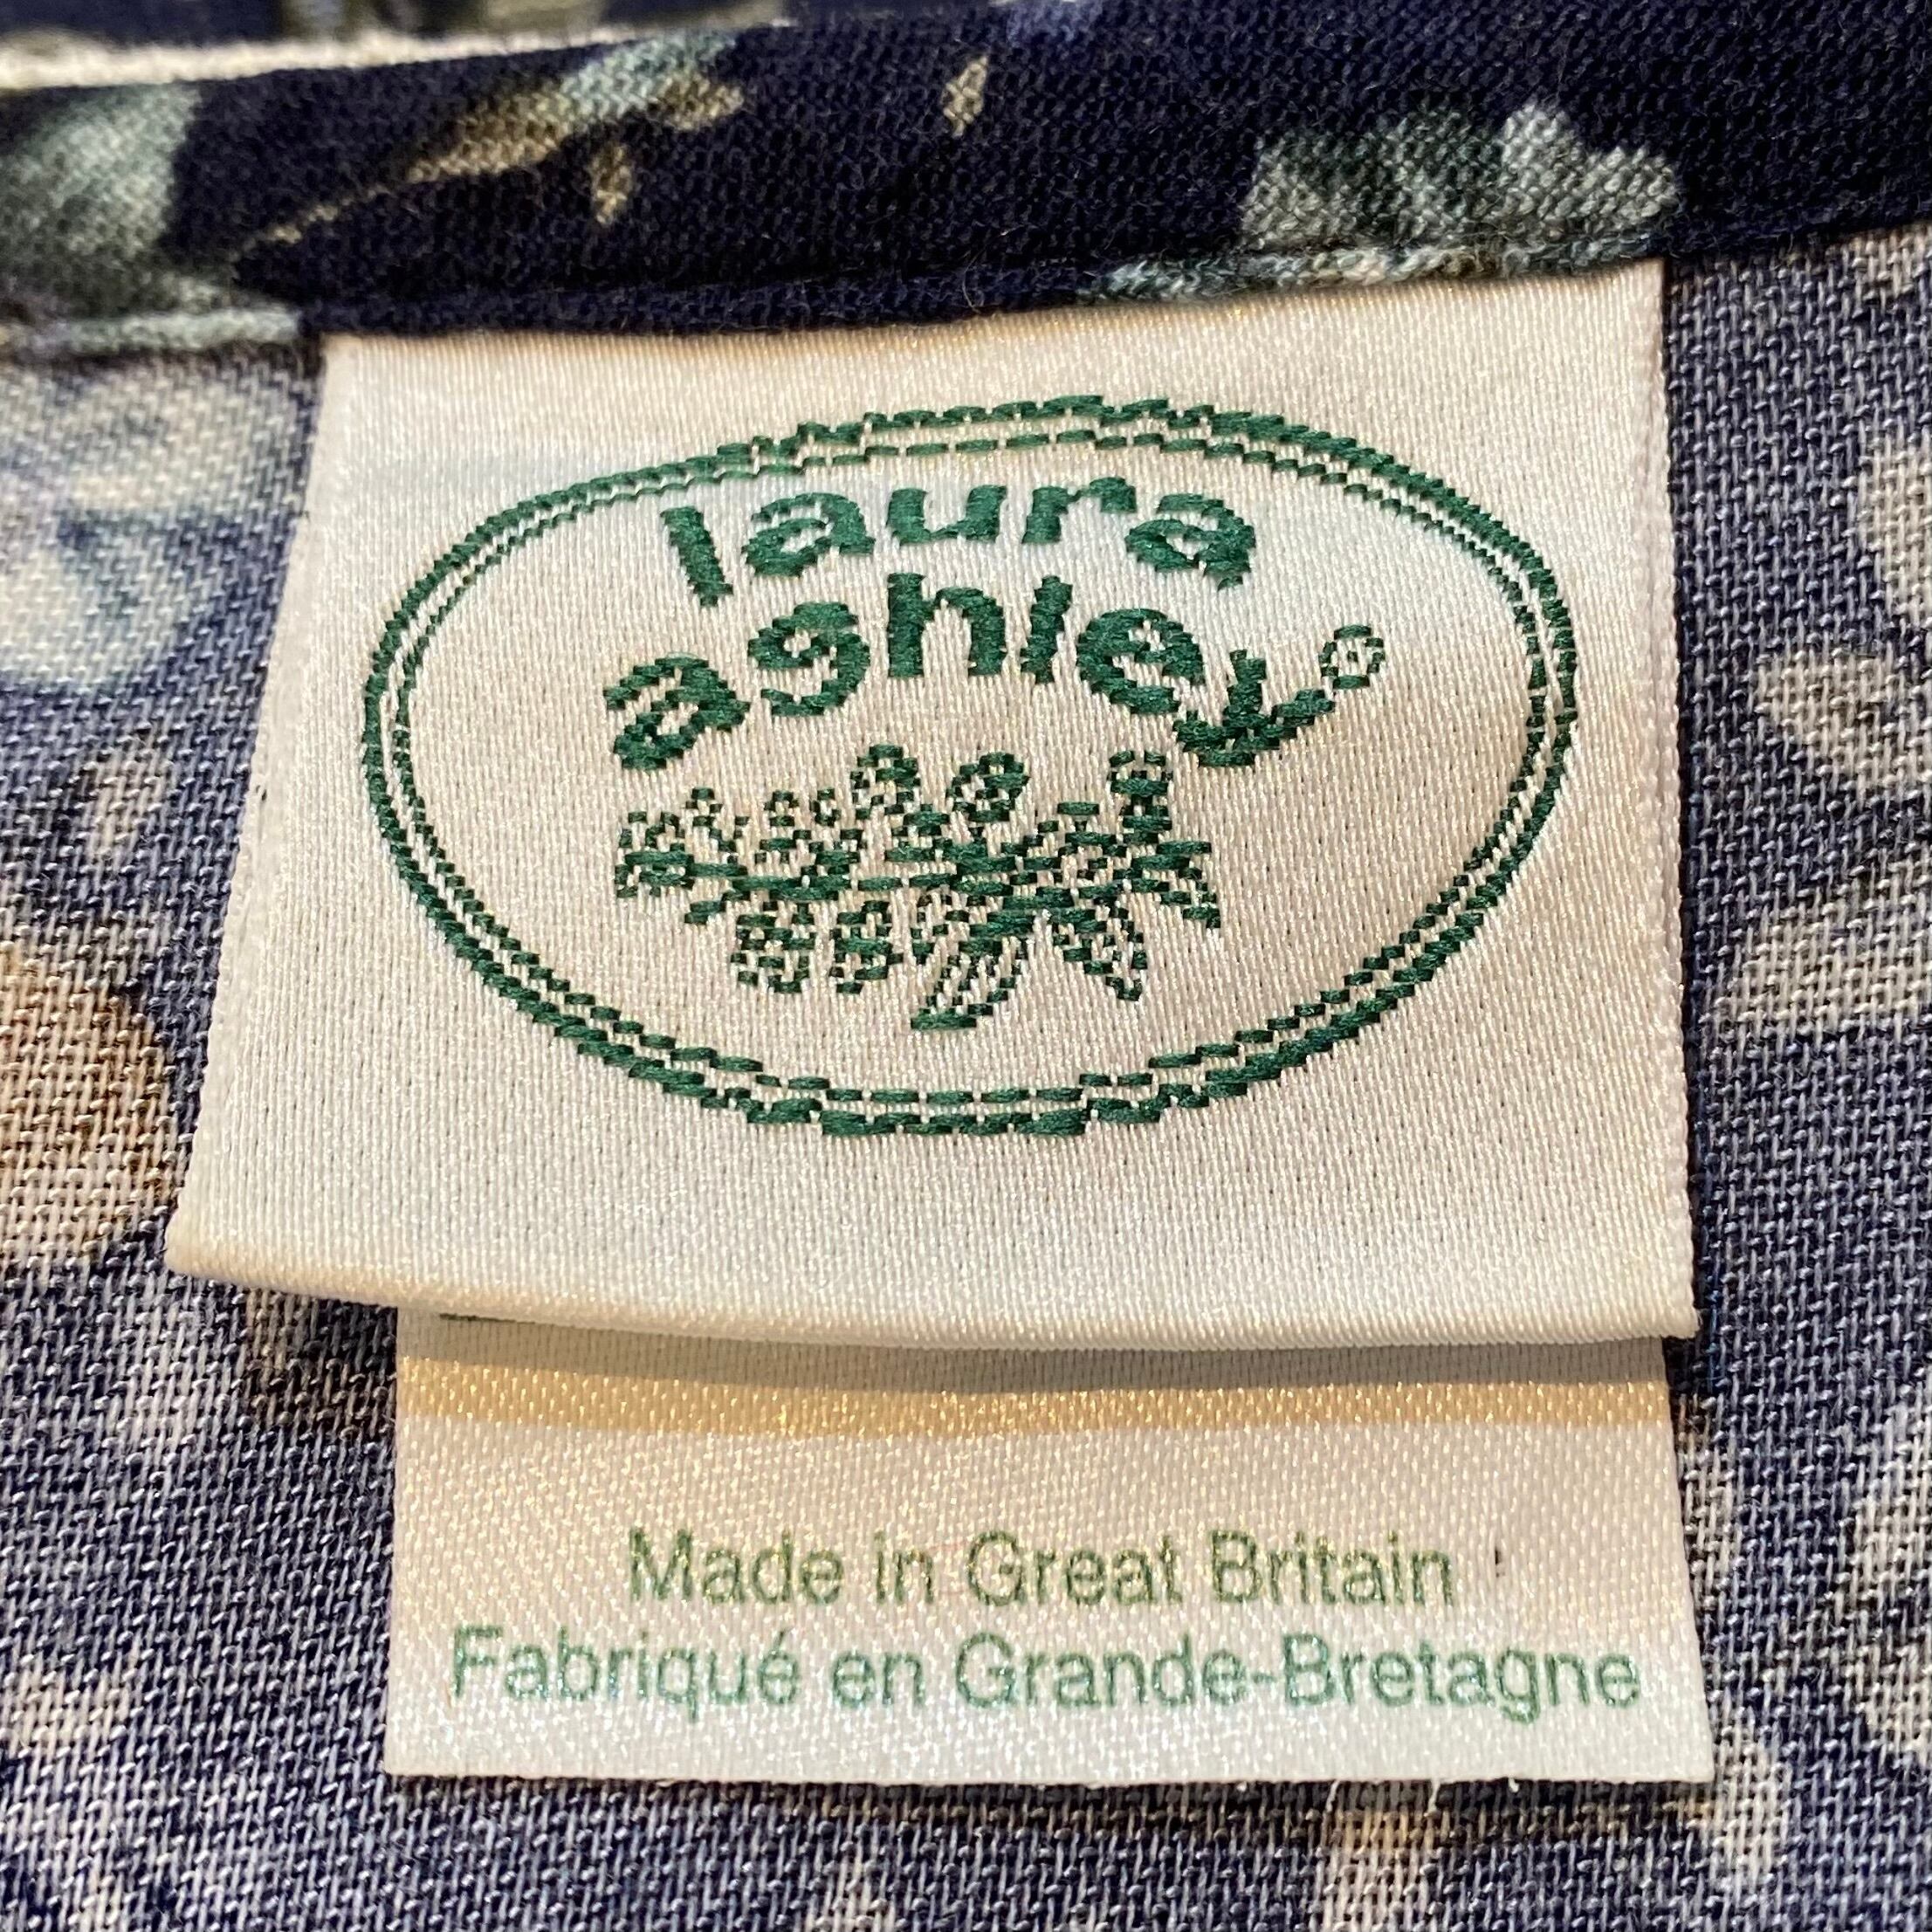 laura
ashley®
Made in Great Britain
Fabriqué en Grande-Bretagne